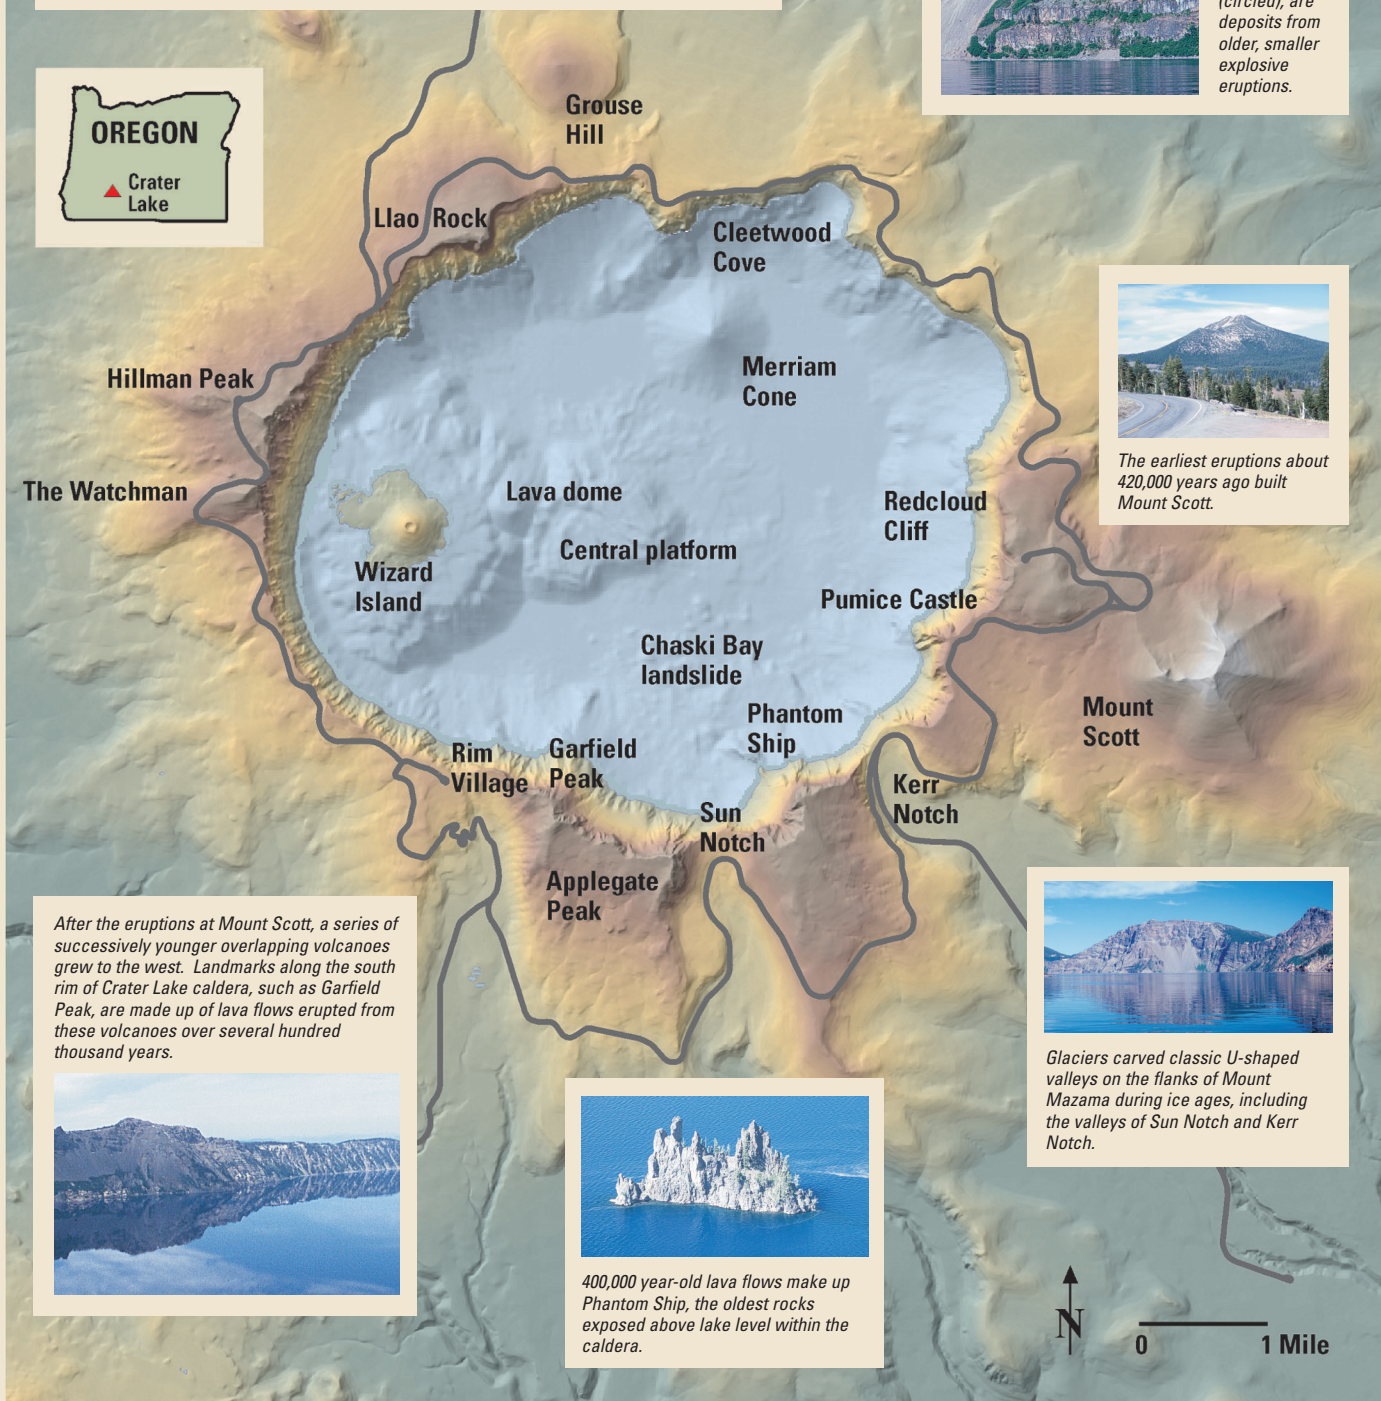 (circled), are
deposits from
older, smaller
explosive
eruptions.
OREGON
Crater
Lake
Grouse
Hill
Llao Rock
Cleetwood
Cove
Hillman Peak
Merriam
Cone
The earliest eruptions about
420,000 years ago built
Mount Scott.
The Watchman
Lava dome
Redcloud
Cliff
Central platform
Wizard
Island
Pumice Castle
Chaski Bay
landslide
Phantom
Ship
Mount
Scott
Rim
Village
Garfield
Peak
Kerr
Notch
Sun
Notch
Applegate
Peak
After the eruptions at Mount Scott, a series of
successively younger overlapping volcanoes
grew to the west.  Landmarks along the south
rim of Crater Lake caldera, such as Garfield
Peak, are made up of lava flows erupted from
these volcanoes over several hundred
thousand years.
Glaciers carved classic U-shaped
valleys on the flanks of Mount
Mazama during ice ages, including
the valleys of Sun Notch and Kerr
Notch.
400,000 year-old lava flows make up
Phantom Ship, the oldest rocks
exposed above lake level within the
caldera.
N
0 1 Mile